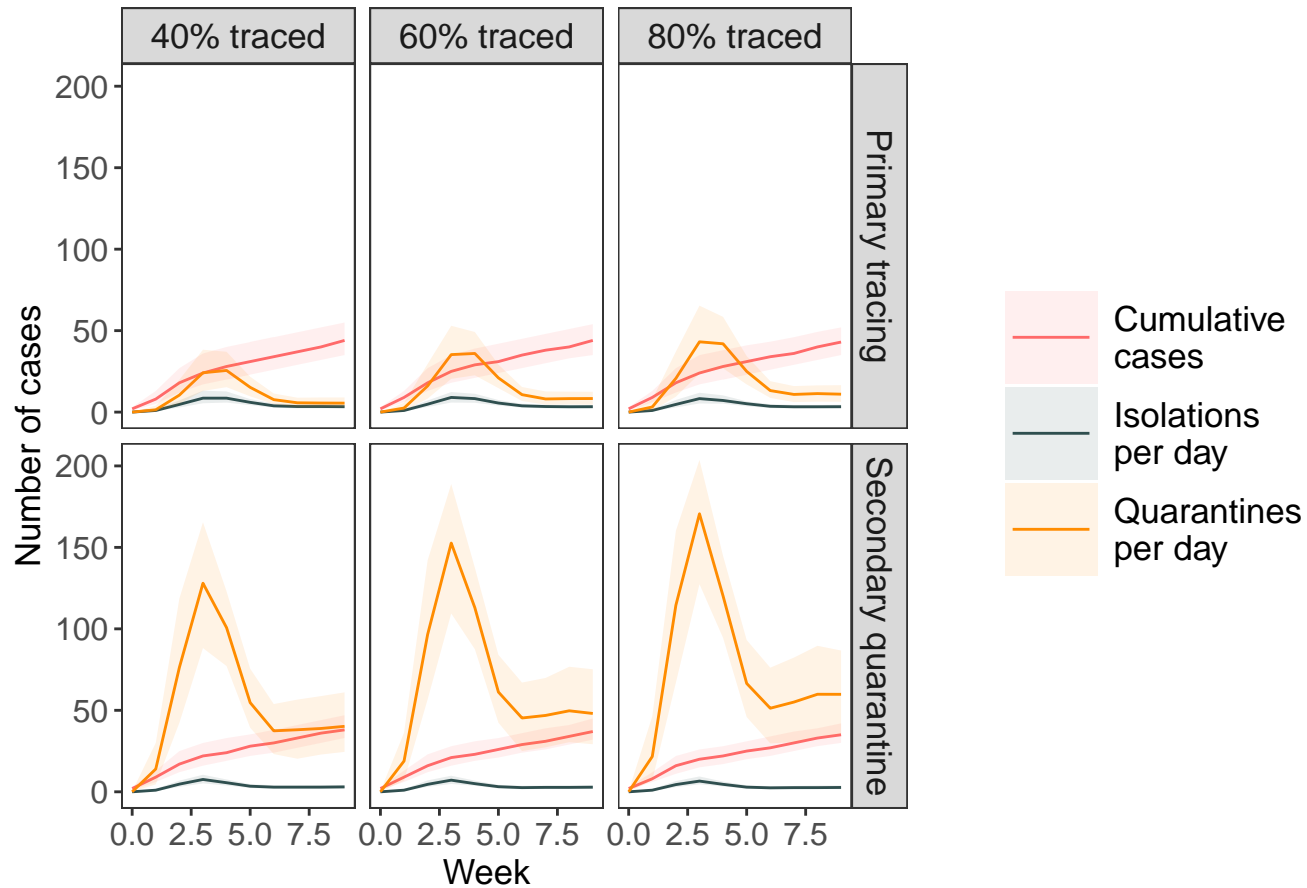 40% traced
60% traced
80% traced
Number of cases
200
150
100
50
0
Primary tracing
200
150
100
50
0
Secondary quarantine
0.0 2.5 5.0 7.5
0.0 2.5 5.0 7.5
0.0 2.5 5.0 7.5
Week
Cumulative
cases
Isolations
per day
Quarantines
per day